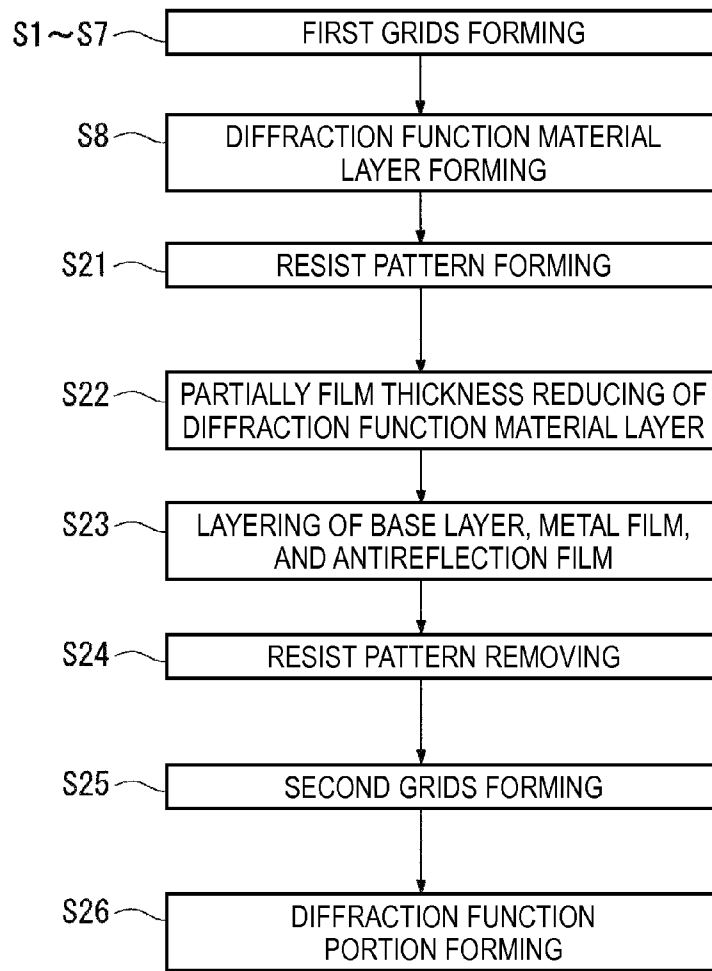 S1～S7
FIRST GRIDS FORMING
S8
DIFFRACTION FUNCTION MATERIAL
LAYER FORMING
S21
RESIST PATTERN FORMING
S22
PARTIALLY FILM THICKNESS REDUCING OF
DIFFRACTION FUNCTION MATERIAL LAYER
S23
LAYERING OF BASE LAYER, METAL FILM,
AND ANTIREFLECTION FILM
S24
RESIST PATTERN REMOVING
S25
SECOND GRIDS FORMING
S26
DIFFRACTION FUNCTION
PORTION FORMING